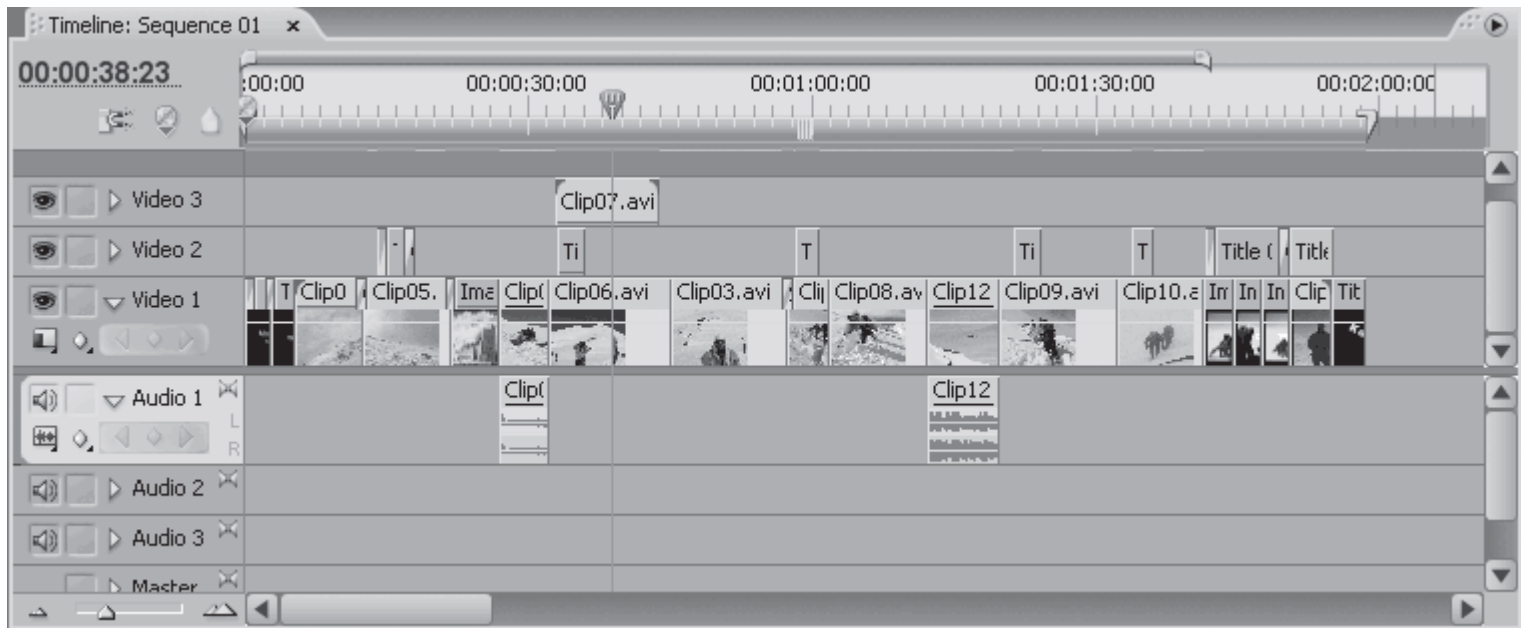 Timeline: Sequence 01 x
00:00:38:23
:00:00 00:00:30:00 00:01:00:00 00:01:30:00 00:02:00:00
Video 3 Clip07.avi
Video 2 Ti T Ti T Title ( Title
Video 1 T Clip0 Clip05. Ima Clip( Clip06.avi Clip03.avi Clip08.av Clip12 Clip09.avi Clip10. In In Clip Tit
Audio 1 Clip( Clip12
L
R
Audio 2
Audio 3
Master